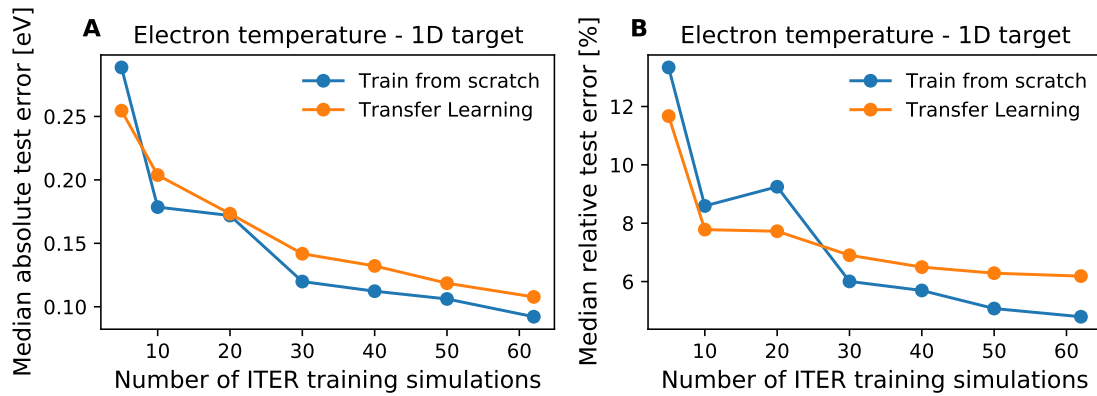 A
Electron temperature - 1D target
Median absolute test error [eV]
0.25
0.20
0.15
0.10
Train from scratch
Transfer Learning
10 20 30 40 50 60
Number of ITER training simulations
B
Electron temperature - 1D target
Median relative test error [%]
12
10
8
6
Train from scratch
Transfer Learning
10 20 30 40 50 60
Number of ITER training simulations